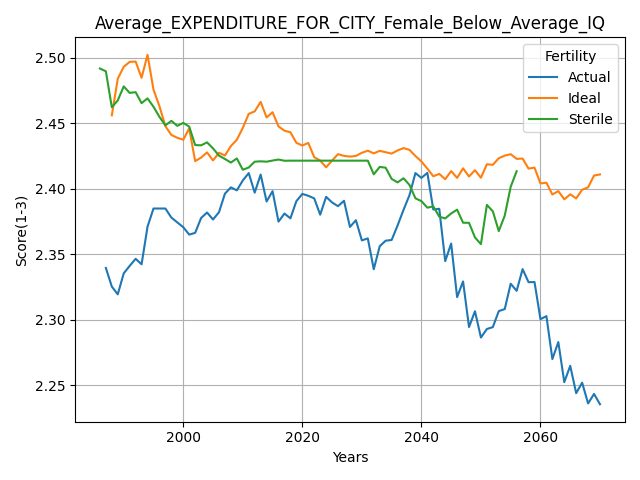 Average_EXPENDITURE_FOR_CITY_Female_Below_Average_IQ
Fertility
Actual
Ideal
Sterile
Score(1-3)
2.50
2.45
2.40
2.35
2.30
2.25
2000 2020 2040 2060
Years